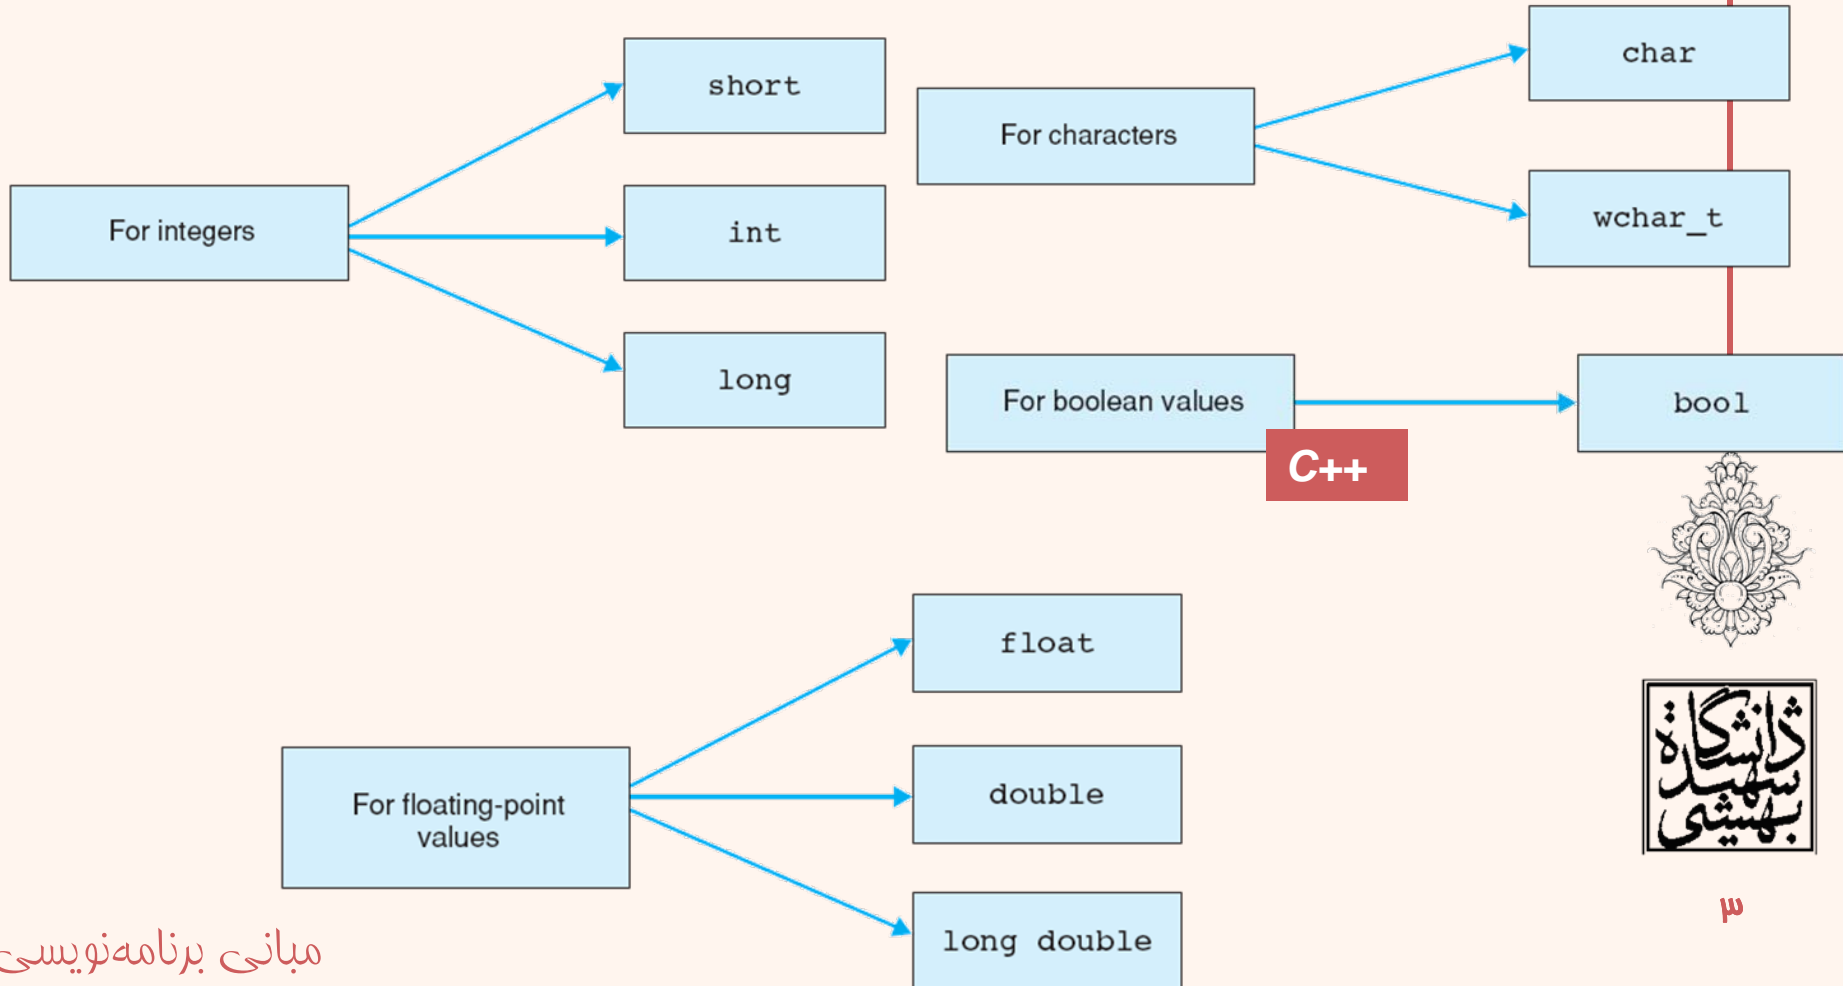 For integers
short
int
long
For characters
char
wchar_t
For boolean values
bool
C++
For floating-point
values
float
double
long double
دانشگاه
شهید
بهشتی
۳
مبانی برنامه‌نویسی